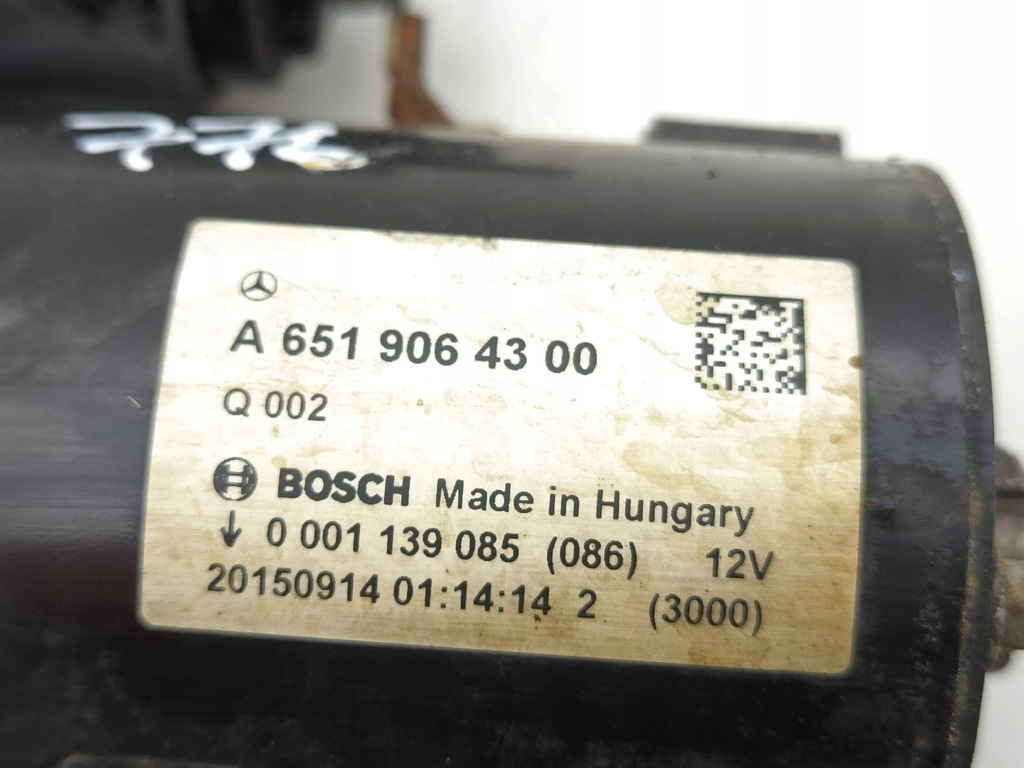 778
A 651 906 43 00
Q 002
BOSCH Made in Hungary
↓ 0 001 139 085 (086) 12V
20150914 01:14:14 2 (3000)